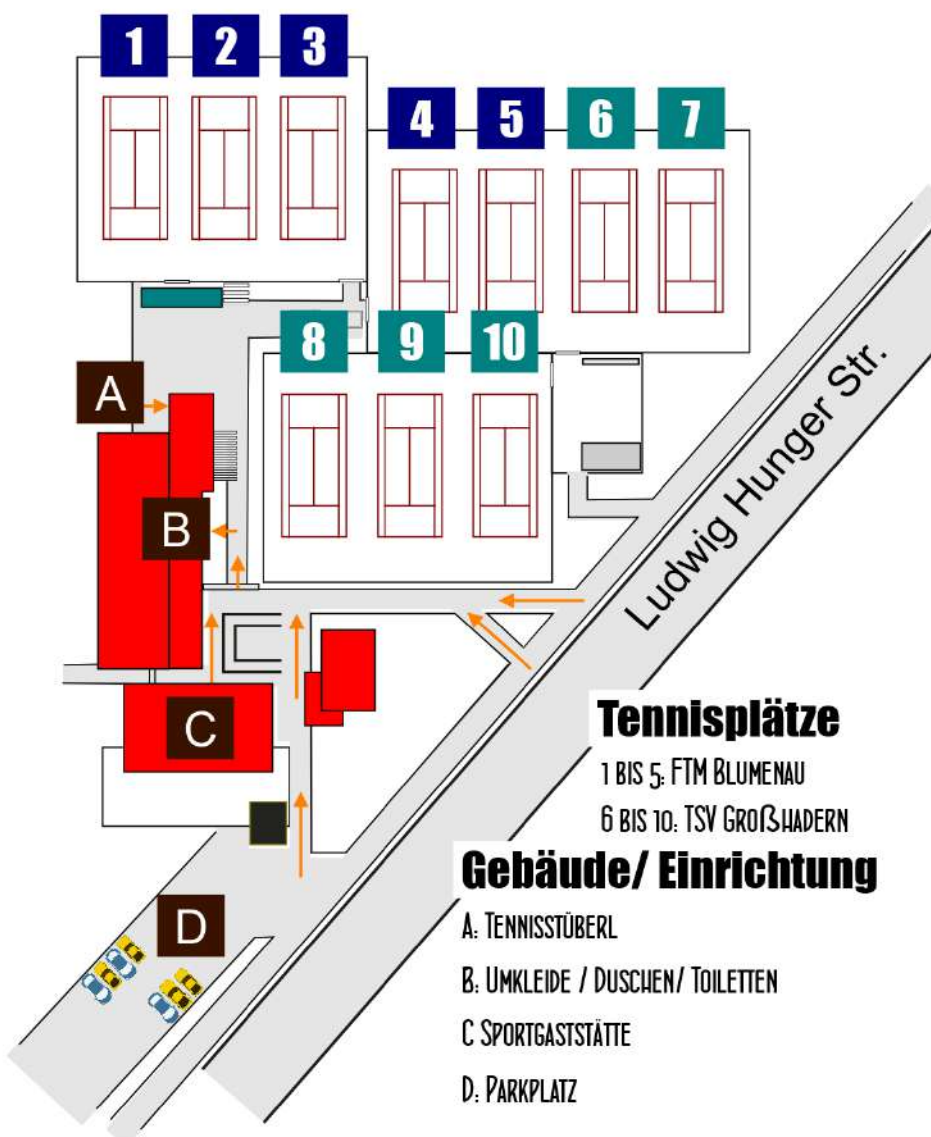 1
2
3
4
5
6
7
8
9
10
A
B
C
D
Ludwig Hunger Str.
Tennisplätze
1 bis 5: FTM Blumenau
6 bis 10: TSV Großhadern
Gebäude/ Einrichtung
A: Tennisstüberl
B: Umkleide / Duschen/ Toiletten
C Sportgaststätte
D: Parkplatz